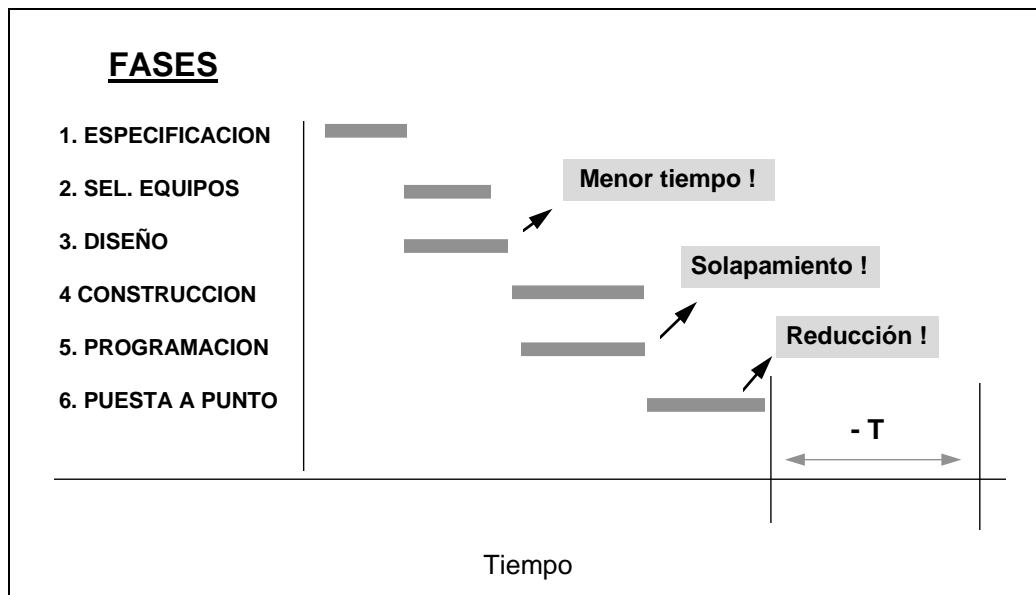 FASES
1. ESPECIFICACION
2. SEL. EQUIPOS
Menor tiempo !
3. DISEÑO
Solapamiento !
4 CONSTRUCCION
5. PROGRAMACION
Reducción !
6. PUESTA A PUNTO
- T
Tiempo